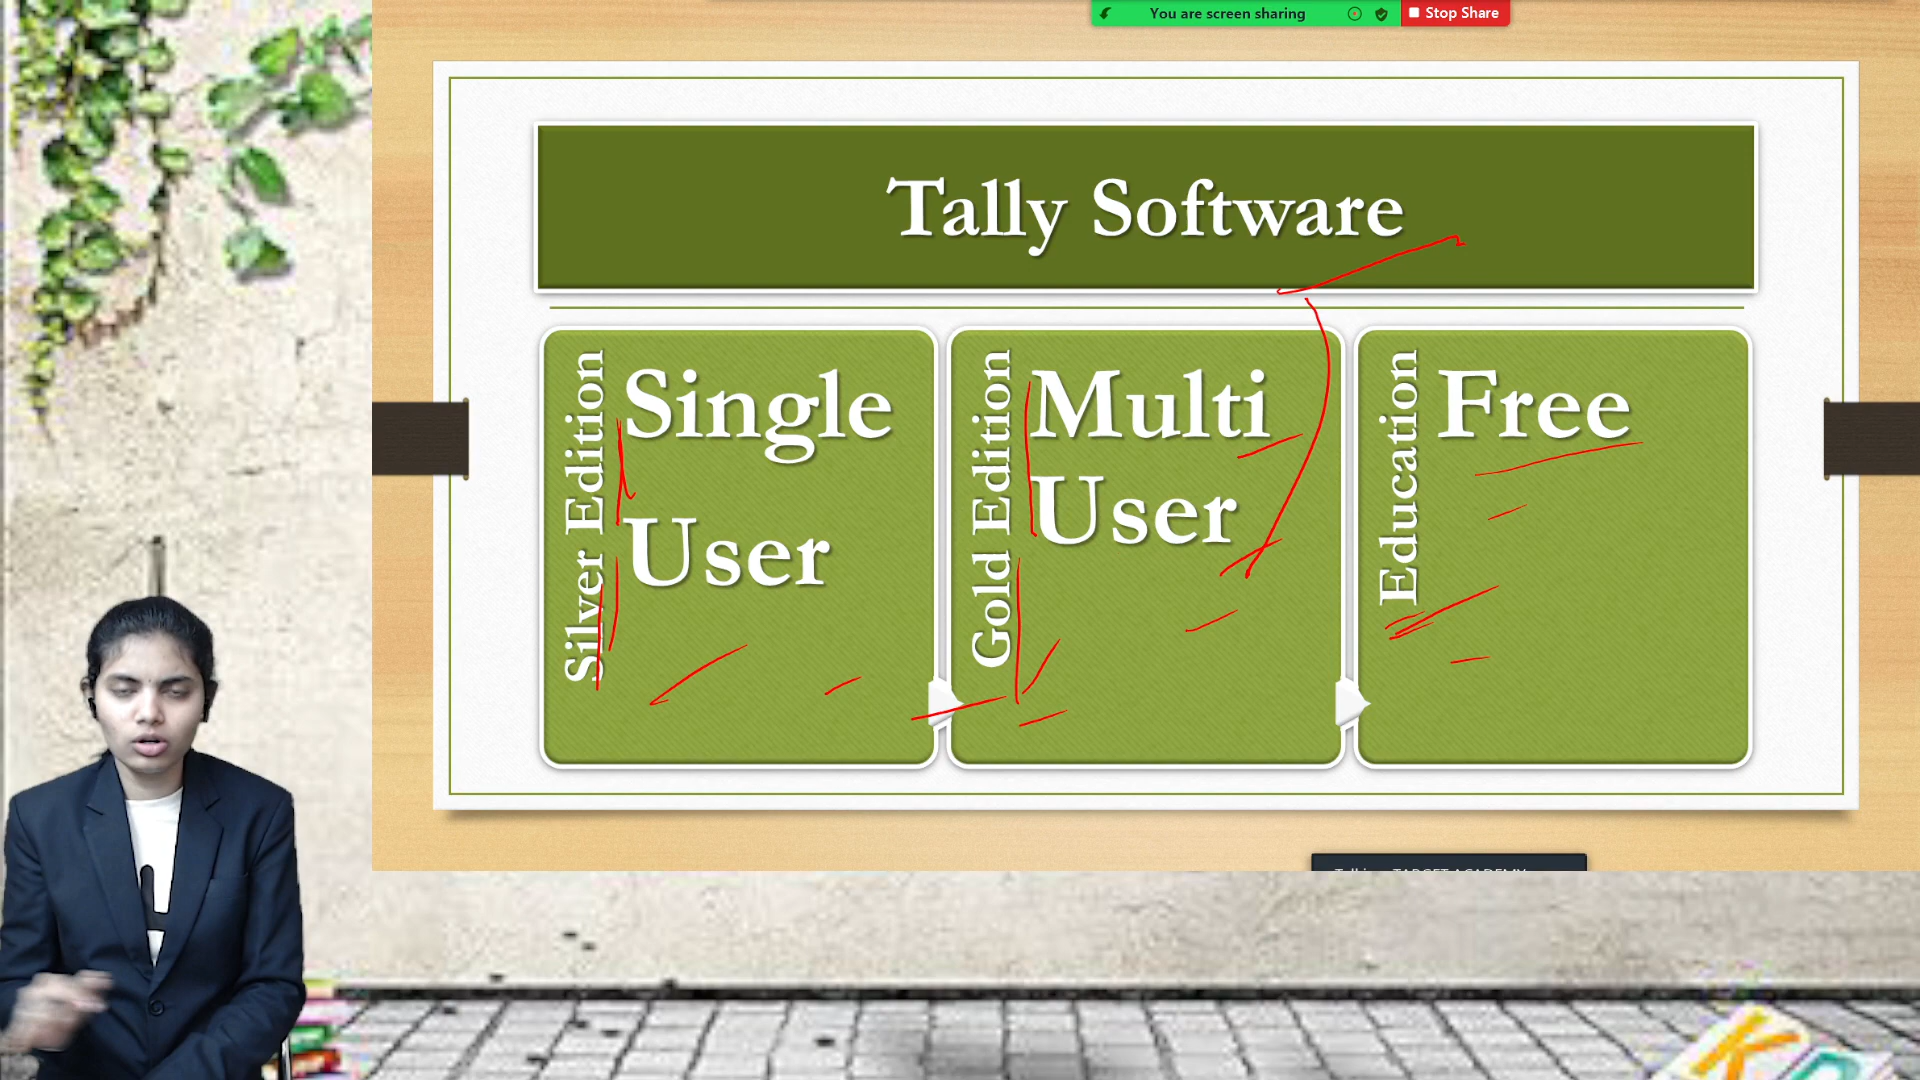 You are screen sharing
Stop Share
Tally Software
Silver Edition
Single
User
Gold Edition
Multi
User
Education
Free